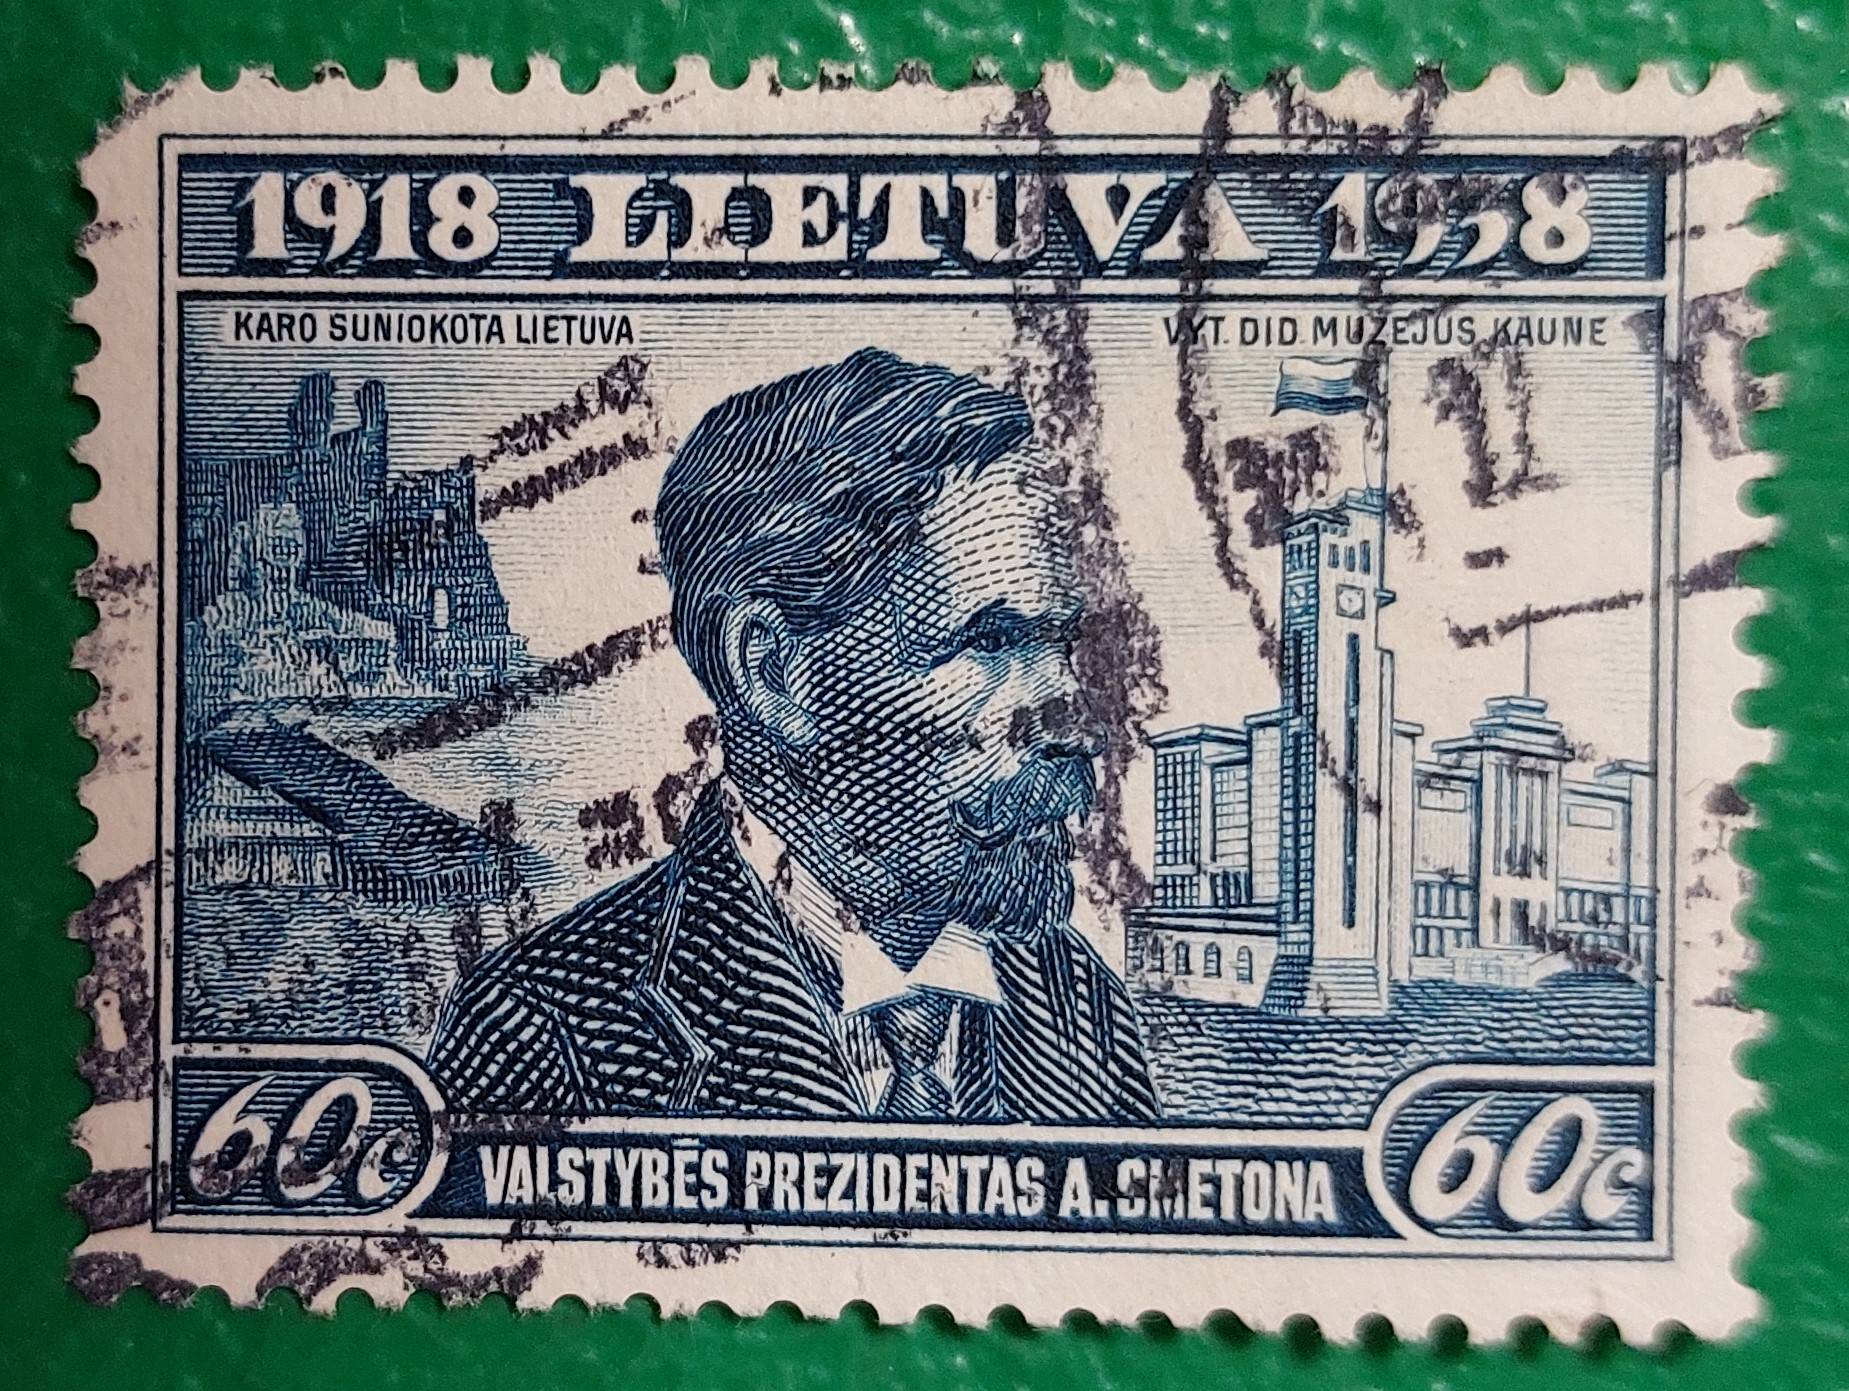 1918 LIETUVA 1938
KARO SUNIOKOTA LIETUVA
VYT. DID. MUZEJUS KAUNE
60c
VALSTYBĖS PREZIDENTAS A. SMETONA
60c